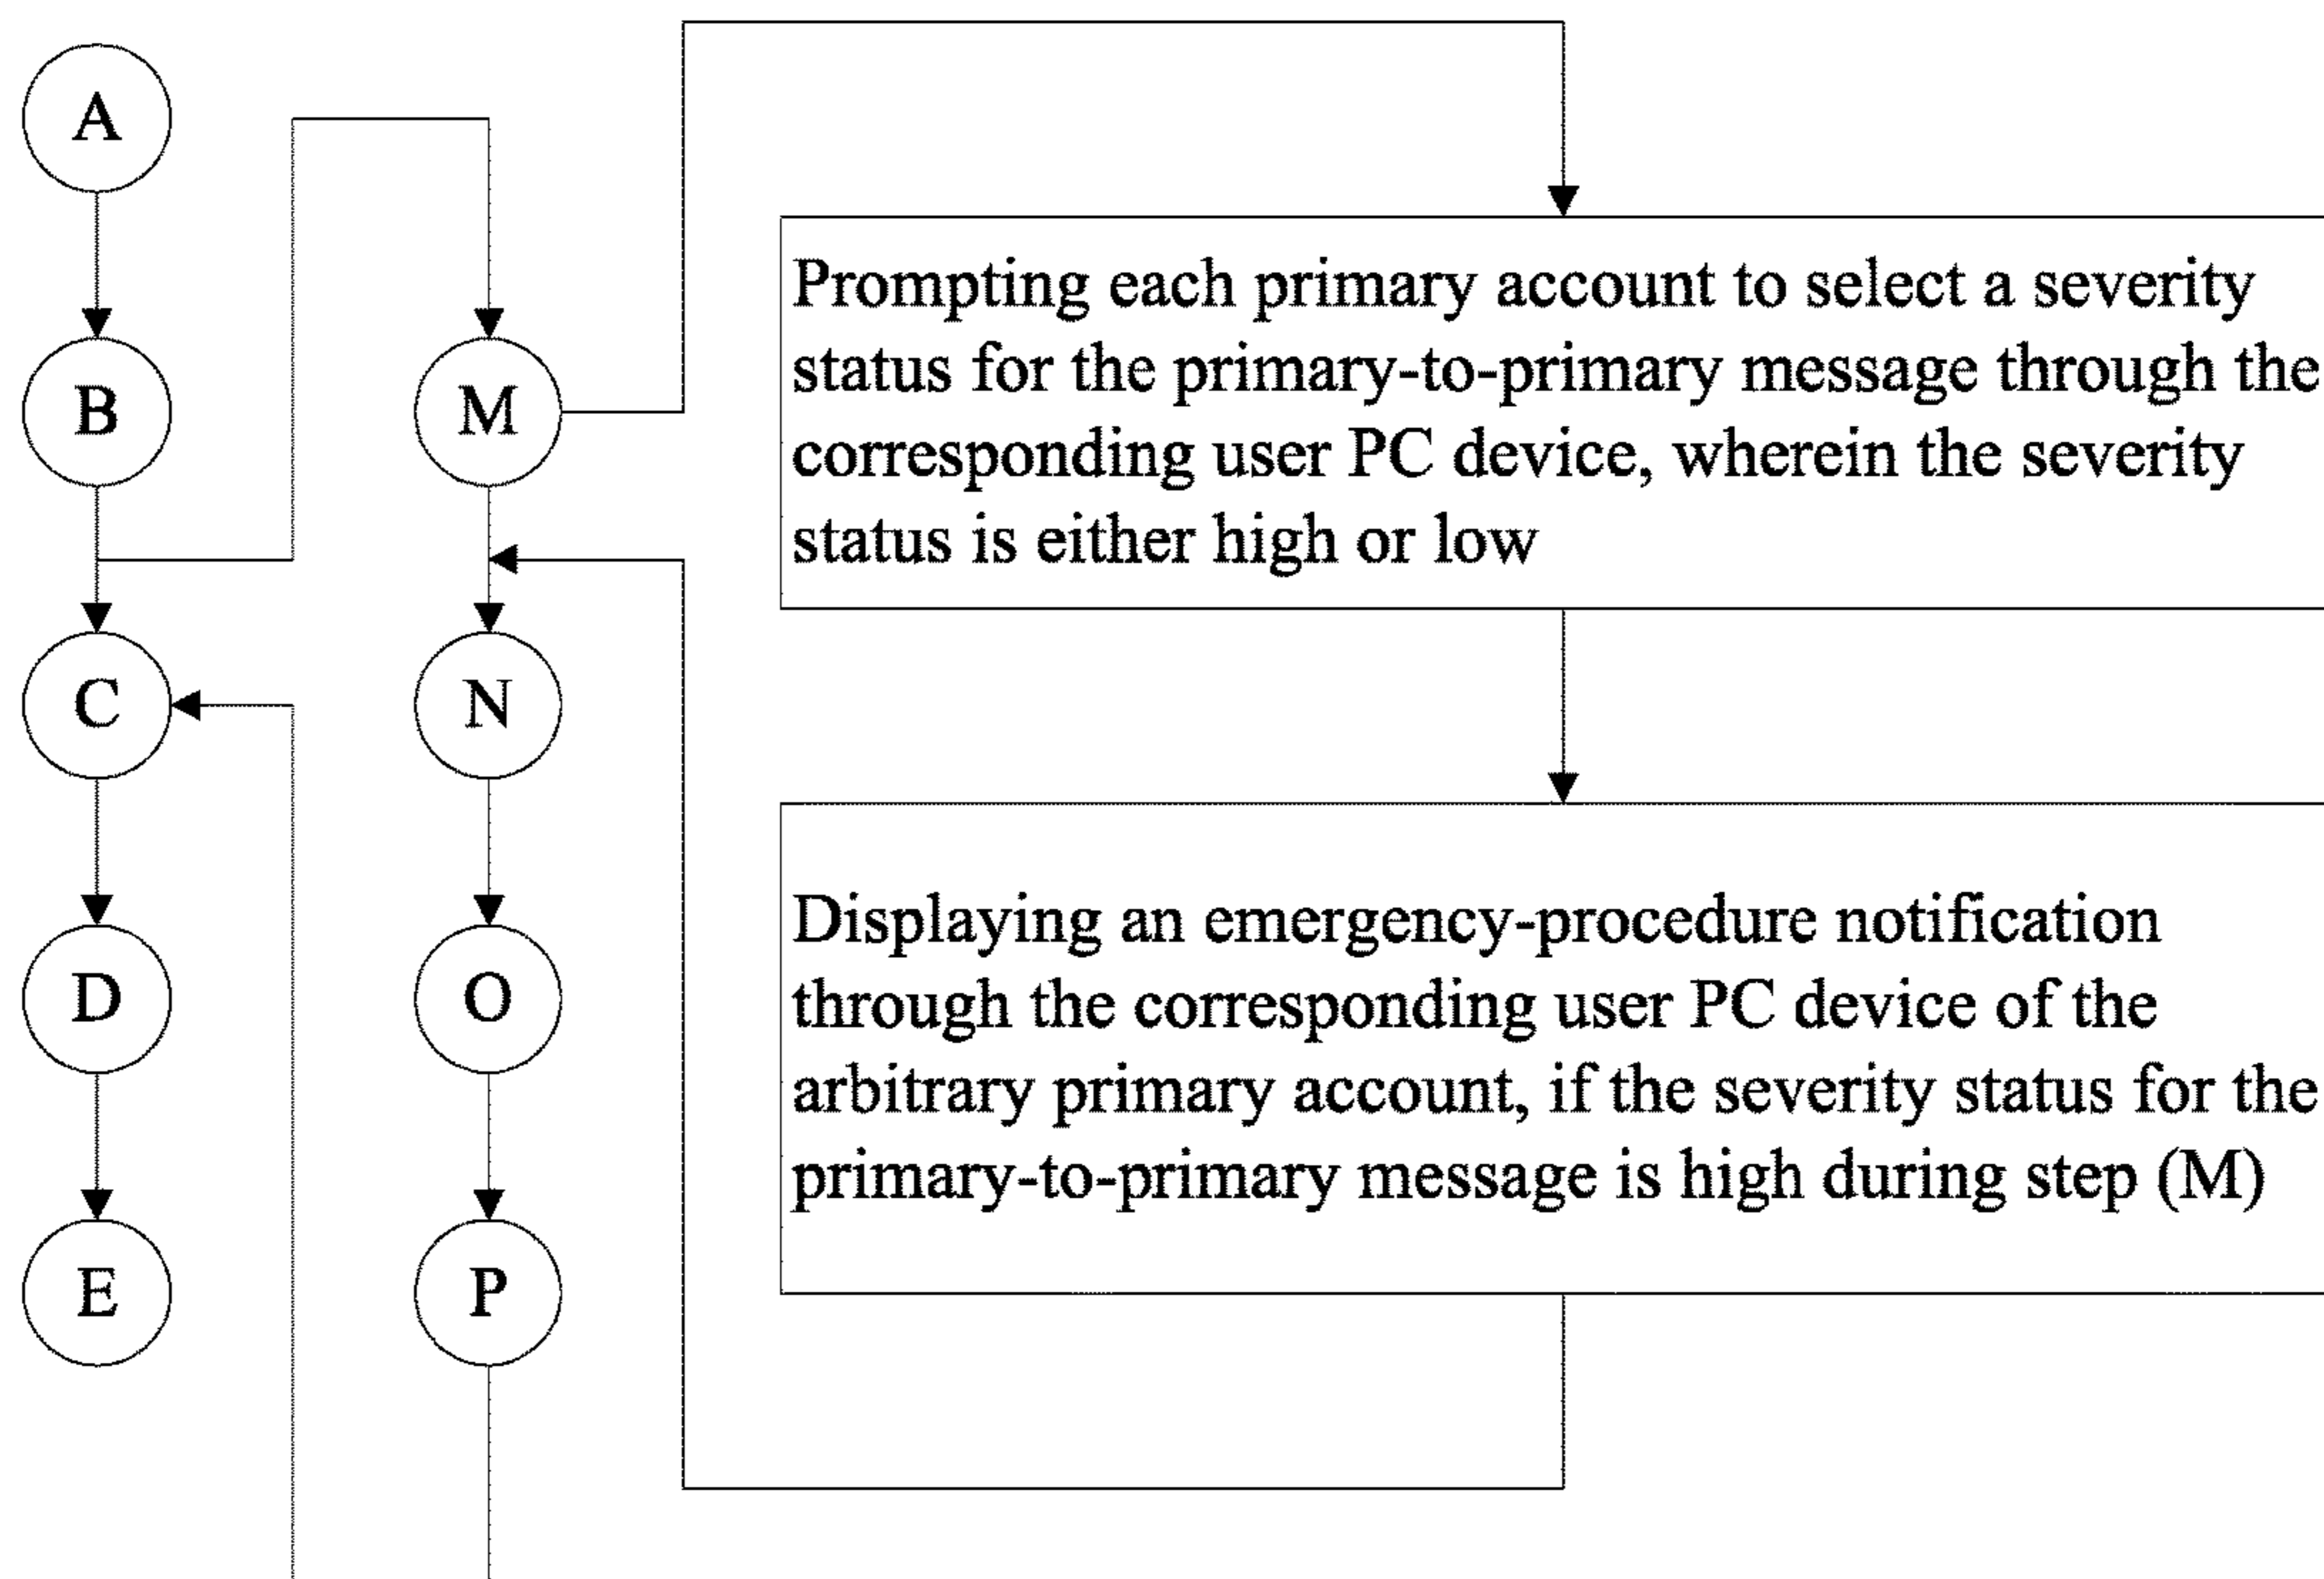 A
B
C
D
E
M
N
O
P
Prompting each primary account to select a severity
status for the primary-to-primary message through the
corresponding user PC device, wherein the severity
status is either high or low
Displaying an emergency-procedure notification
through the corresponding user PC device of the
arbitrary primary account, if the severity status for the
primary-to-primary message is high during step (M)